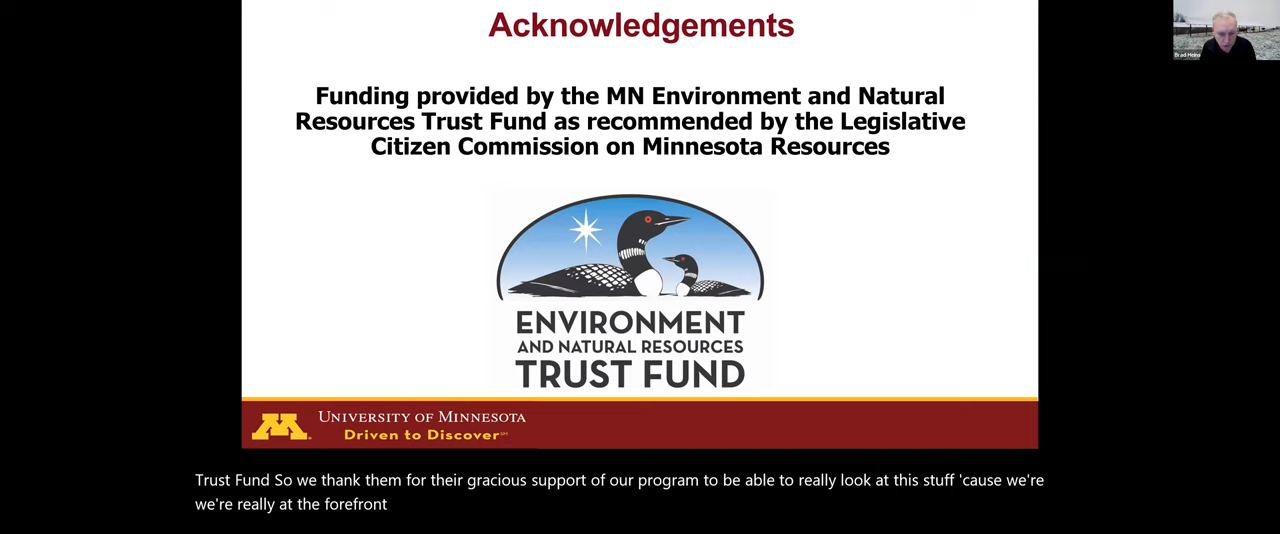 Acknowledgements
Brad Heins
Funding provided by the MN Environment and Natural
Resources Trust Fund as recommended by the Legislative
Citizen Commission on Minnesota Resources
ENVIRONMENT
AND NATURAL RESOURCES
TRUST FUND
M
UNIVERSITY OF MINNESOTA
Driven to Discover℠
Trust Fund So we thank them for their gracious support of our program to be able to really look at this stuff 'cause we're
we're really at the forefront